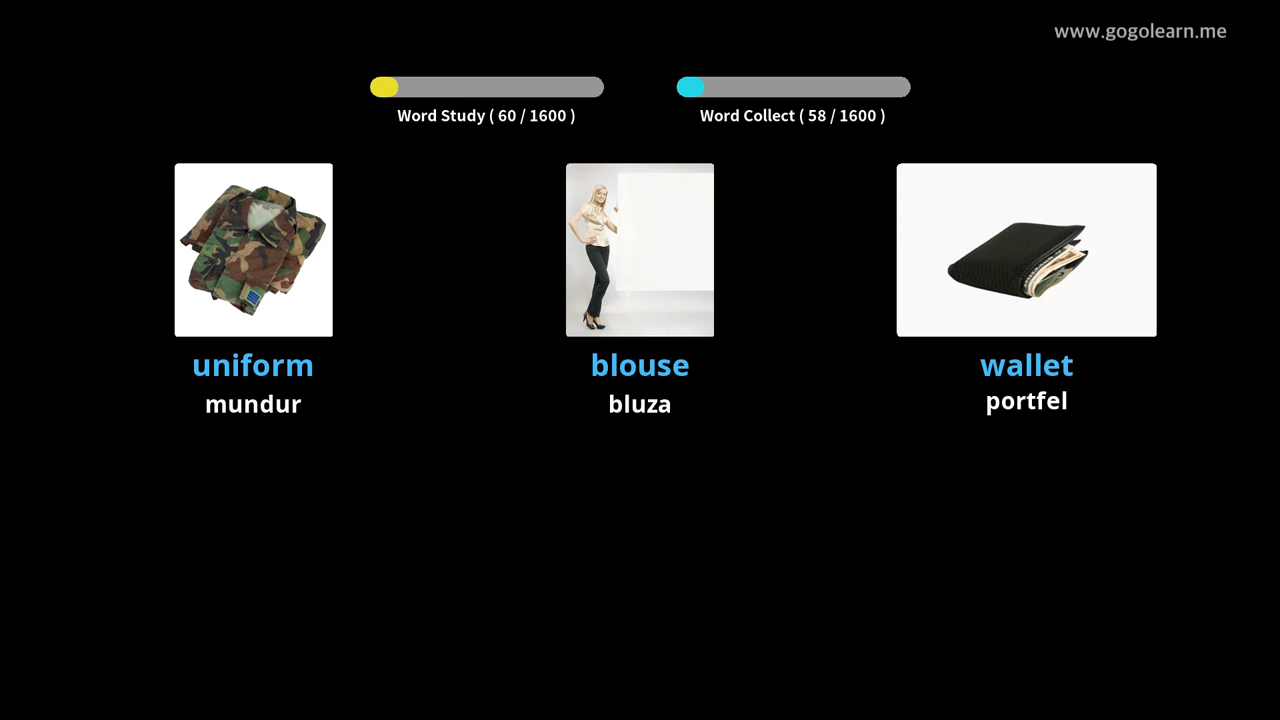 www.gogolearn.me
Word Study ( 60 / 1600 )
Word Collect ( 58 / 1600 )
uniform
mundur
blouse
bluza
wallet
portfel